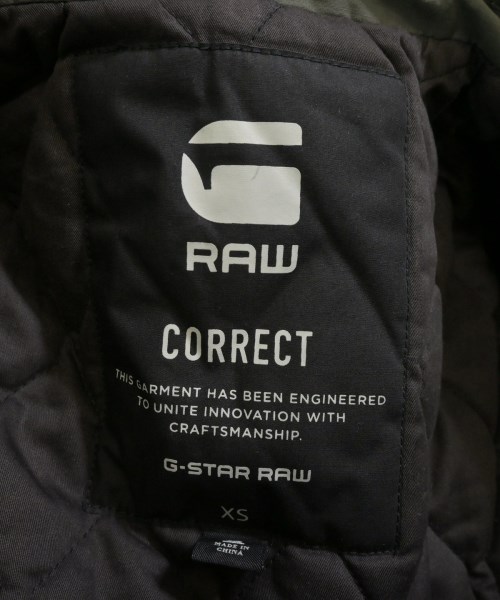 G
RAW
CORRECT
THIS GARMENT HAS BEEN ENGINEERED
TO UNITE INNOVATION WITH
CRAFTSMANSHIP.
G-STAR RAW
XS
MADE IN
CHINA